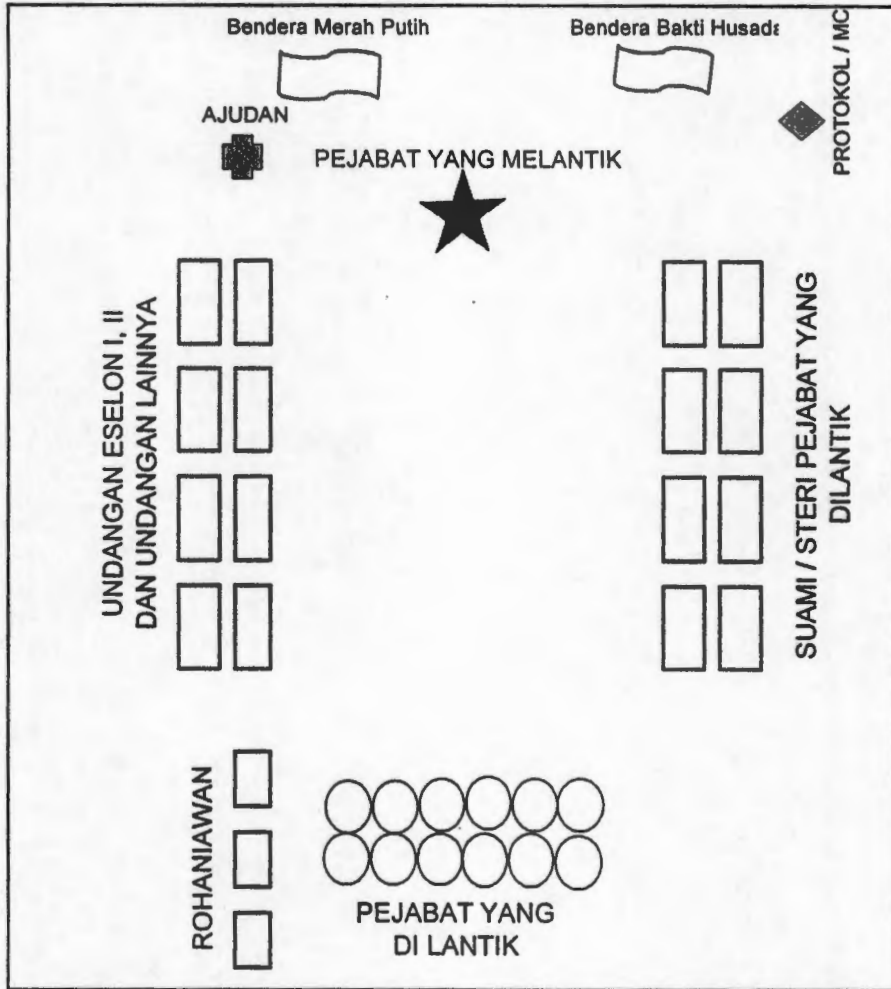 Bendera Merah Putih
Bendera Bakti Husada
AJUDAN
PROTOKOL / MC
PEJABAT YANG MELANTIK
UNDANGAN ESELON I, II
DAN UNDANGAN LAINNYA
SUAMI / STERI PEJABAT YANG
DILANTIK
ROHANIAWAN
PEJABAT YANG
DI LANTIK